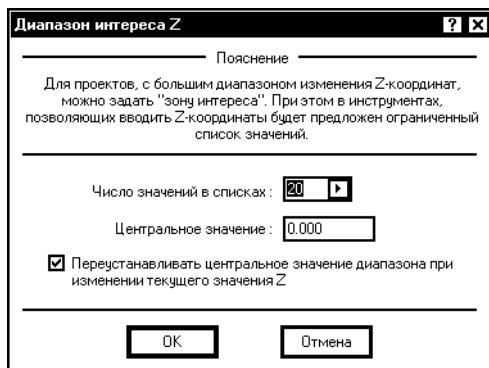 Диапазон интереса Z
Пояснение
Для проектов, с большим диапазоном изменения Z-координат,
можно задать "зону интереса". При этом в инструментах,
позволяющих вводить Z-координаты будет предложен ограниченный
список значений.
Число значений в списках : 20
Центральное значение : 0.000
Переустанавливать центральное значение диапазона при
изменении текущего значения Z
OK Отмена